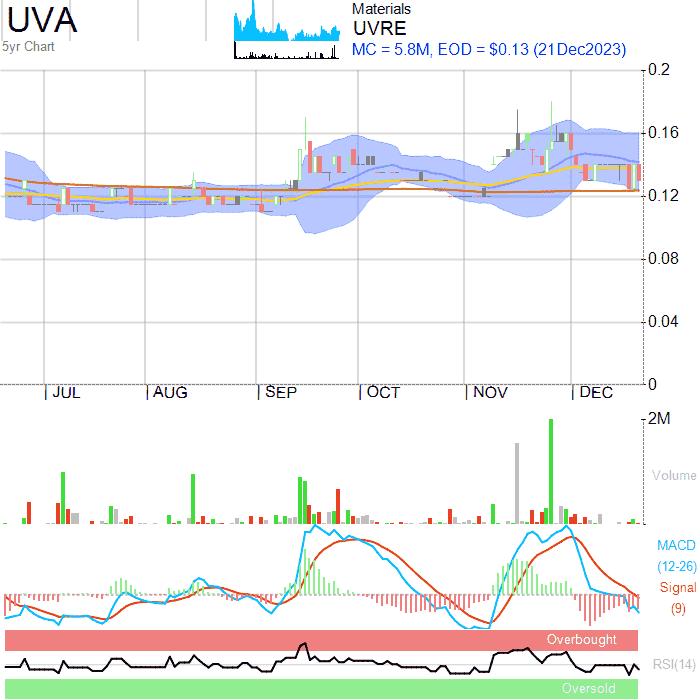 UVA
5yr Chart
Materials
UVRE
MC = 5.8M, EOD = $0.13 (21Dec2023)
0.2
0.16
0.12
0.08
0.04
0
JUL AUG SEP OCT NOV DEC
2M
Volume
MACD
(12-26)
Signal
(9)
Overbought
RSI(14)
Oversold